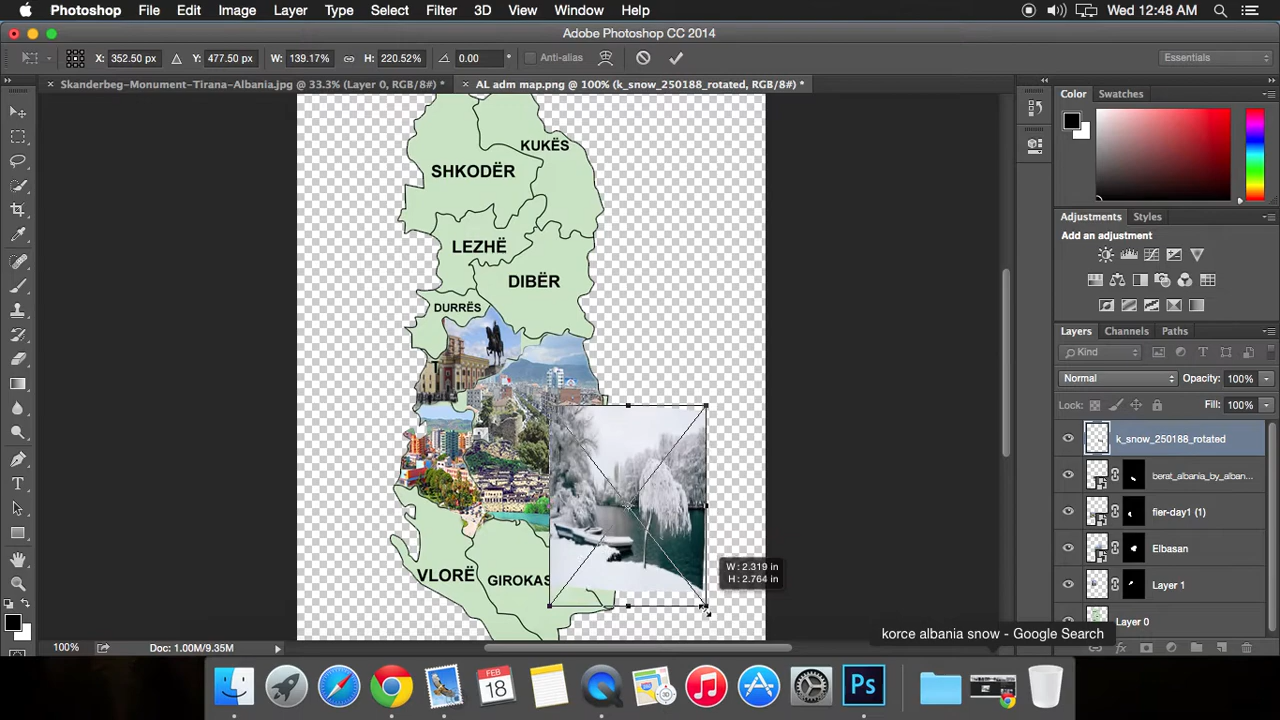 Photoshop File Edit Image Layer Type Select Filter 3D View Window Help Wed 12:48 AM
Adobe Photoshop CC 2014
X: 352.50 px Y: 477.50 px W: 139.17% H: 220.52% 0.00 ° Anti-alias Essentials
Skanderbeg-Monument-Tirana-Albania.jpg @ 33.3% (Layer 0, RGB/8#) * AL adm map.png @ 100% (k_snow_250188_rotated, RGB/8#) *
Color Swatches
KUKËS
SHKODËR
LEZHË
DIBËR
DURRËS
T
VLORË
GIROKAS
W: 2.319 in
H: 2.764 in
Adjustments Styles
Add an adjustment
Layers Channels Paths
Kind
Normal Opacity: 100%
Lock: Fill: 100%
k_snow_250188_rotated
berat_albania_by_alban...
fier-day1 (1)
Elbasan
Layer 1
Layer 0
korce albania snow - Google Search
100% Doc: 1.00M/9.35M
FEB
18
Ps